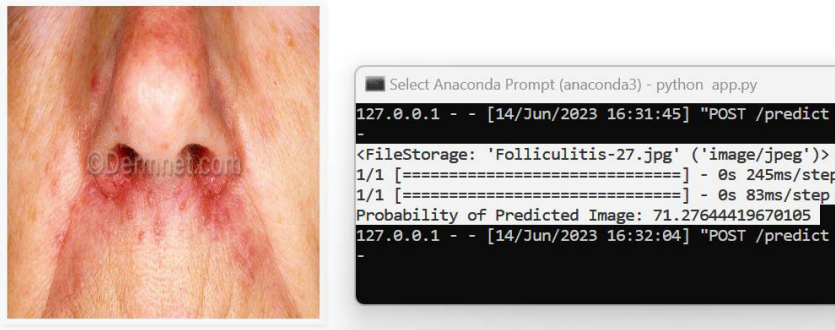 ©Dermnet.com
Select Anaconda Prompt (anaconda3) - python app.py
127.0.0.1 - - [14/Jun/2023 16:31:45] "POST /predict
-
<FileStorage: 'Folliculitis-27.jpg' ('image/jpeg')>
1/1 [==============================] - 0s 245ms/step
1/1 [==============================] - 0s 83ms/step
Probability of Predicted Image: 71.27644419670105
127.0.0.1 - - [14/Jun/2023 16:32:04] "POST /predict
-